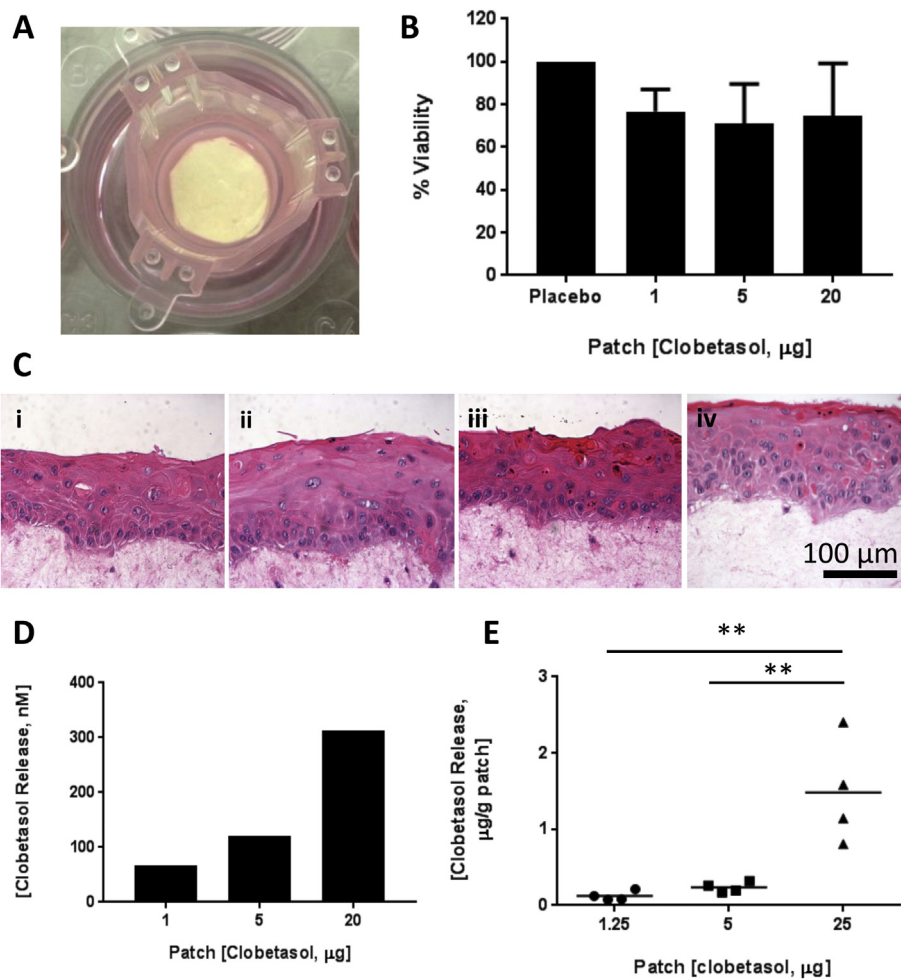 A
B
120
100
80
60
40
20
0
% Viability
Placebo 1 5 20
Patch [Clobetasol, μg]
C
i ii iii iv
100 μm
D
400
300
200
100
0
[Clobetasol Release, nM]
1 5 20
Patch [Clobetasol, μg]
E
**
**
3
2
1
0
[Clobetasol Release,
μg/g patch]
1.25 5 25
Patch [clobetasol, μg]